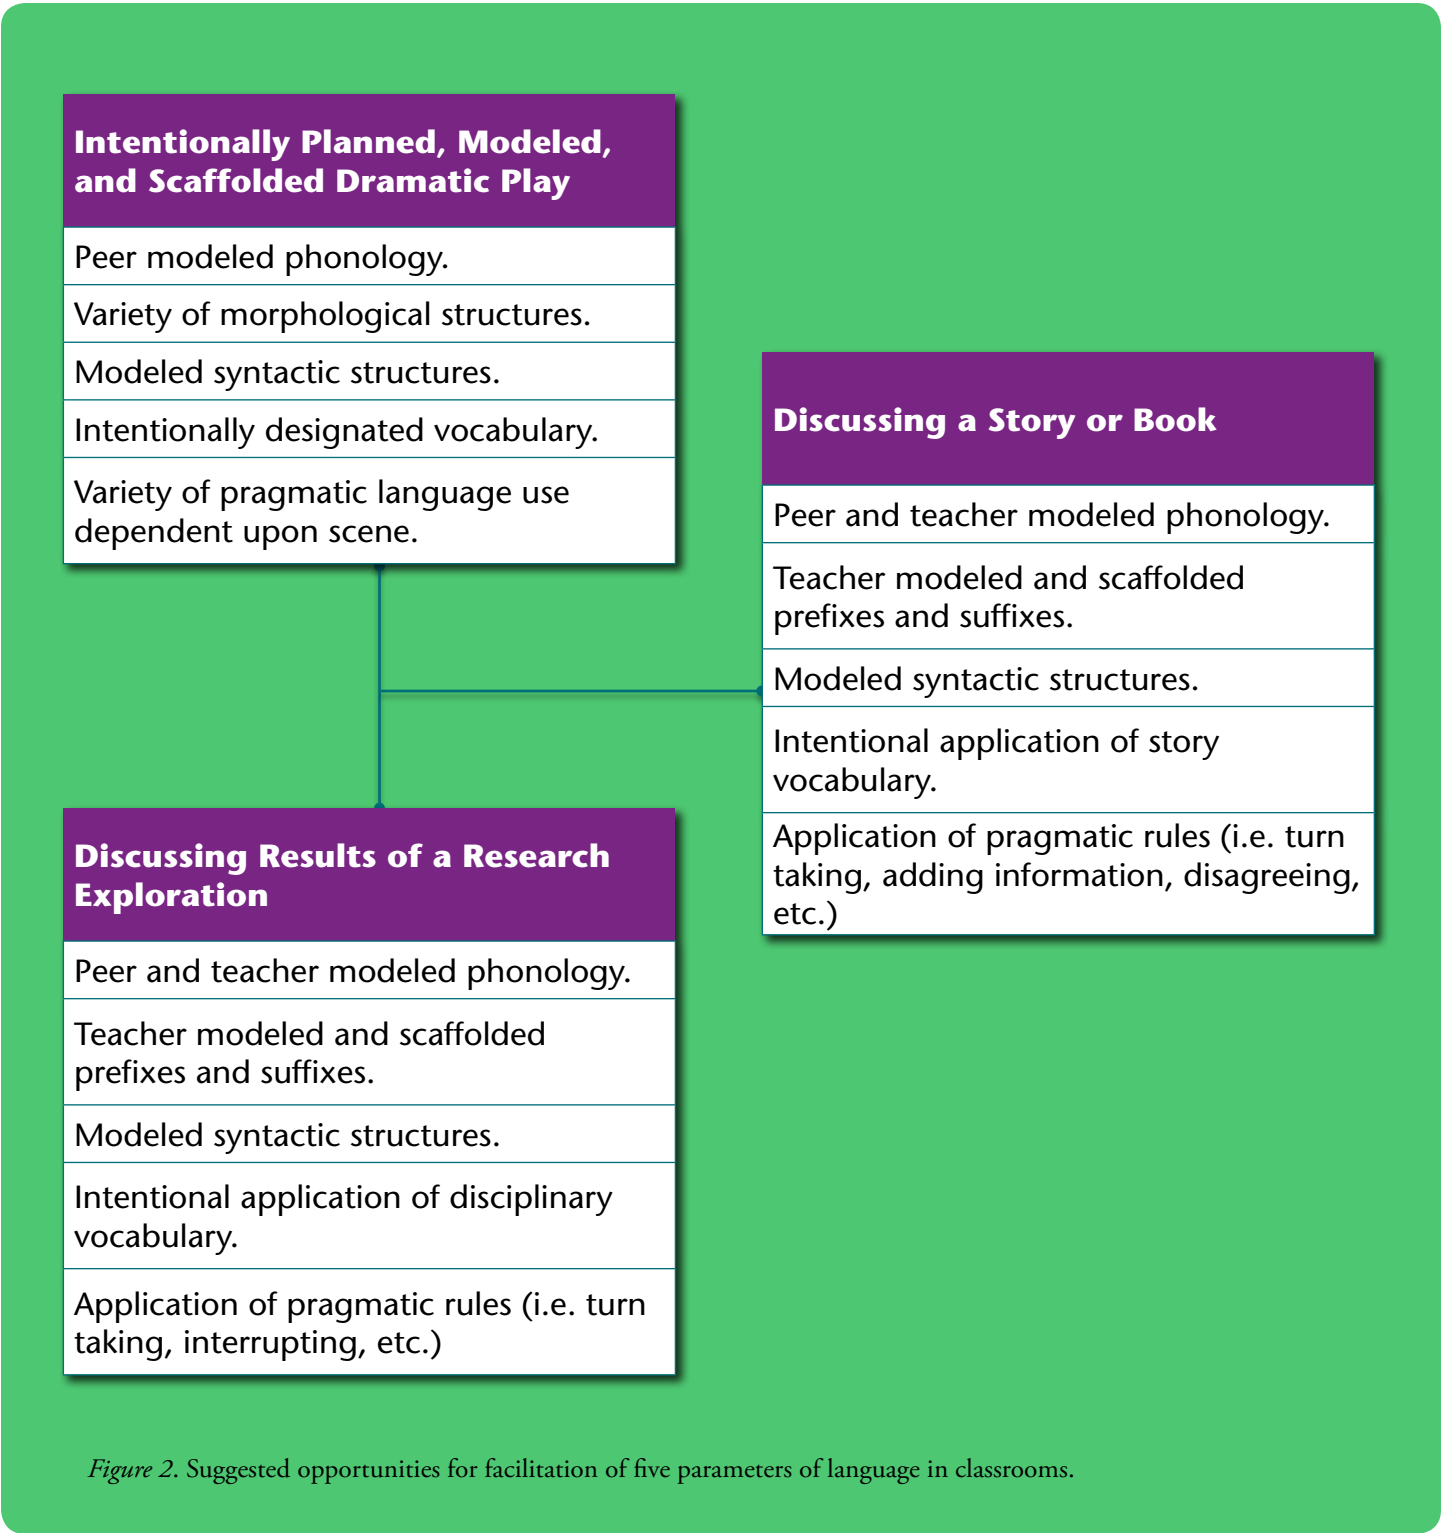 Intentionally Planned, Modeled,
and Scaffolded Dramatic Play
Peer modeled phonology.
Variety of morphological structures.
Modeled syntactic structures.
Intentionally designated vocabulary.
Variety of pragmatic language use
dependent upon scene.
Discussing a Story or Book
Peer and teacher modeled phonology.
Teacher modeled and scaffolded
prefixes and suffixes.
Modeled syntactic structures.
Intentional application of story
vocabulary.
Application of pragmatic rules (i.e. turn
taking, adding information, disagreeing,
etc.)
Discussing Results of a Research
Exploration
Peer and teacher modeled phonology.
Teacher modeled and scaffolded
prefixes and suffixes.
Modeled syntactic structures.
Intentional application of disciplinary
vocabulary.
Application of pragmatic rules (i.e. turn
taking, interrupting, etc.)
Figure 2. Suggested opportunities for facilitation of five parameters of language in classrooms.